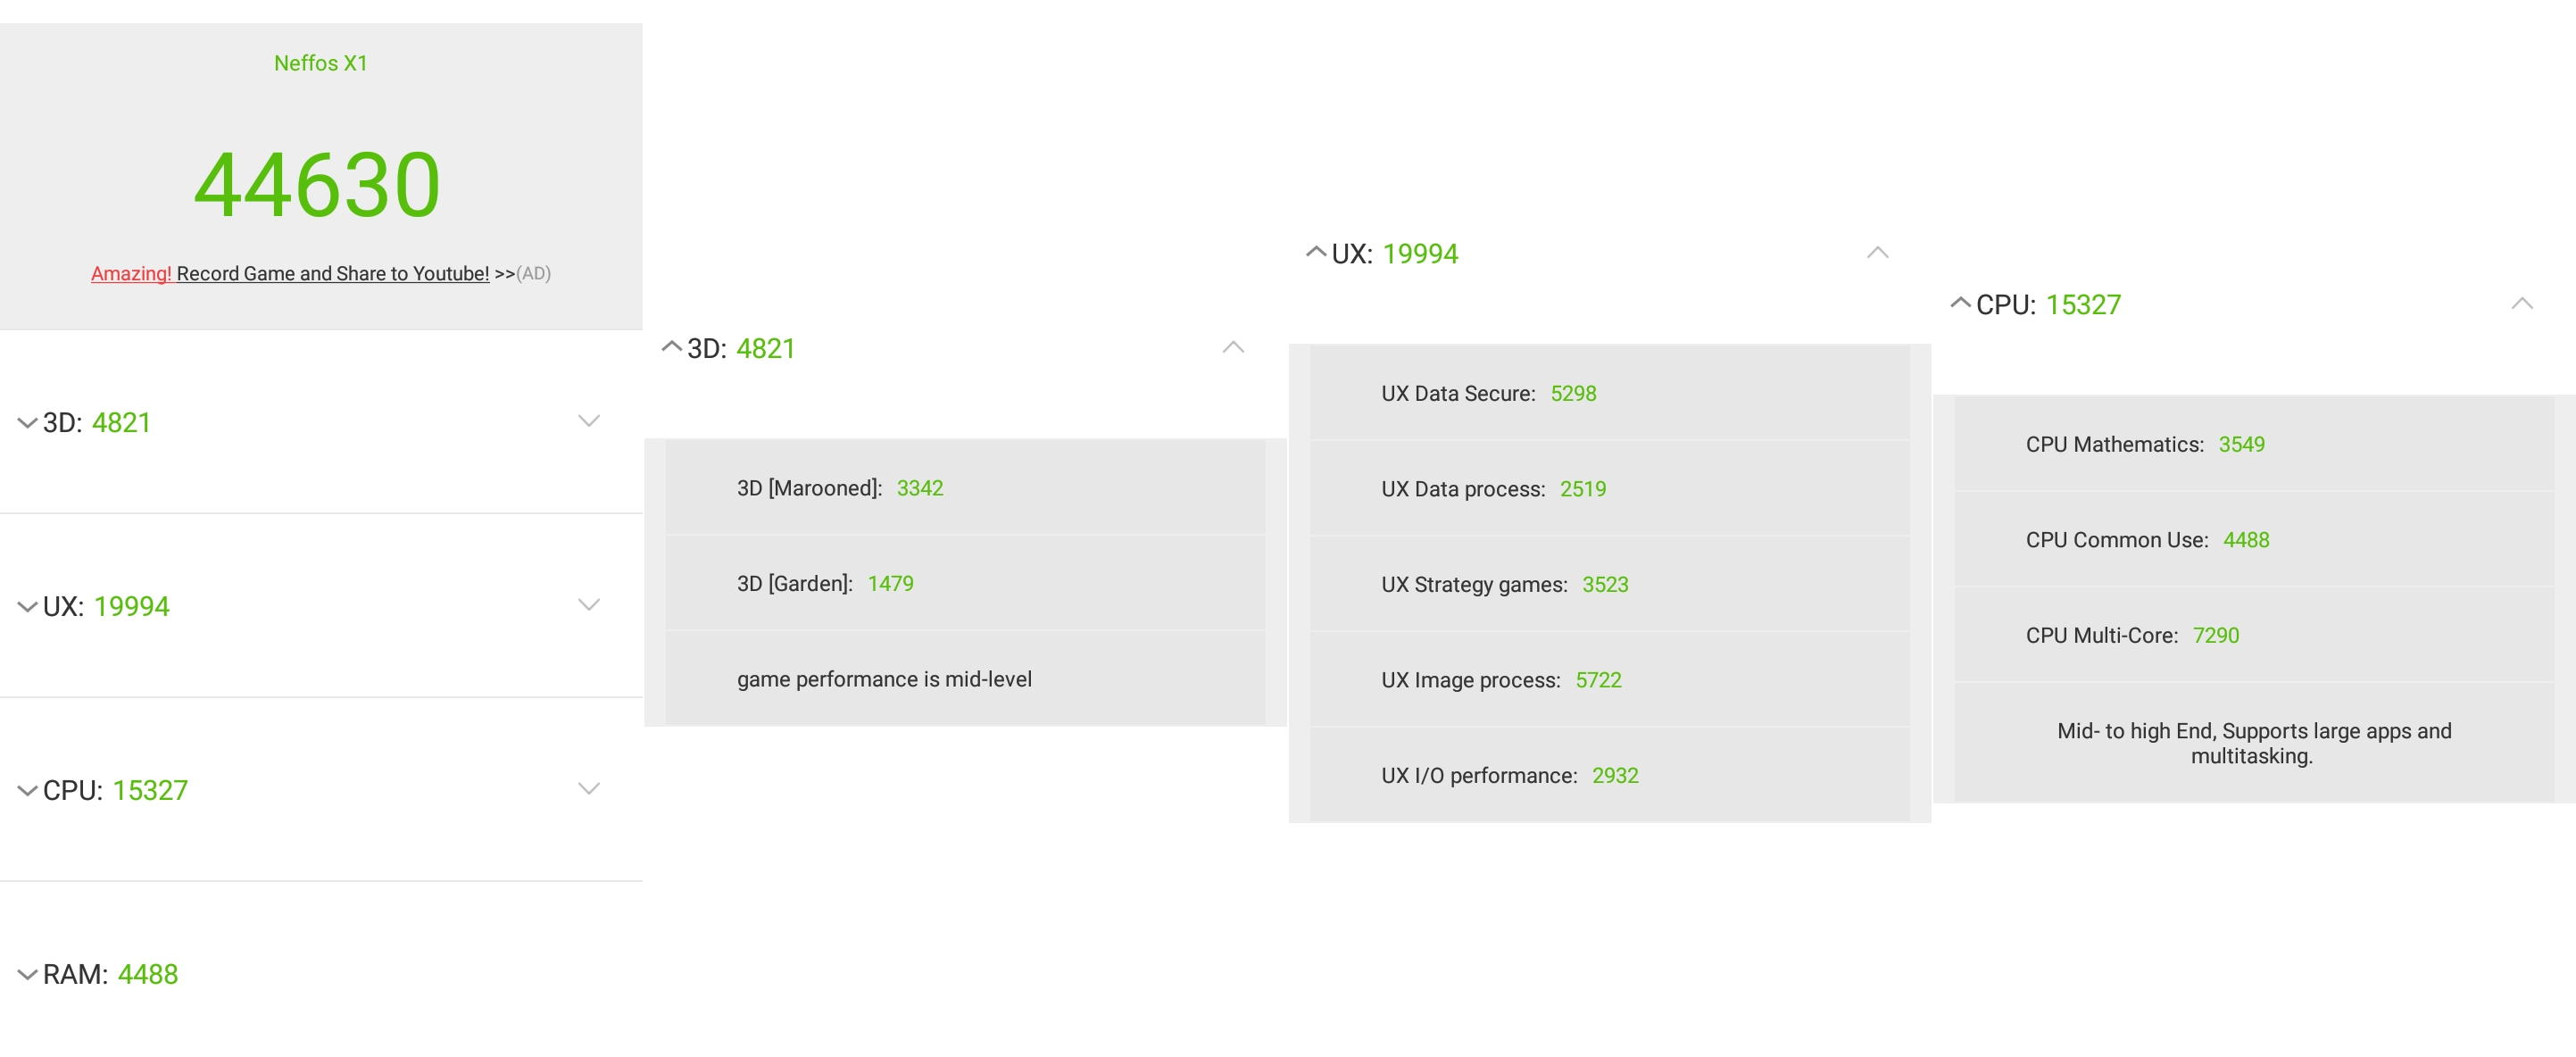 Neffos X1
44630
Amazing! Record Game and Share to Youtube! >>(AD)
3D: 4821
UX: 19994
CPU: 15327
RAM: 4488
3D: 4821
3D [Marooned]: 3342
3D [Garden]: 1479
game performance is mid-level
UX: 19994
UX Data Secure: 5298
UX Data process: 2519
UX Strategy games: 3523
UX Image process: 5722
UX I/O performance: 2932
CPU: 15327
CPU Mathematics: 3549
CPU Common Use: 4488
CPU Multi-Core: 7290
Mid- to high End, Supports large apps and
multitasking.